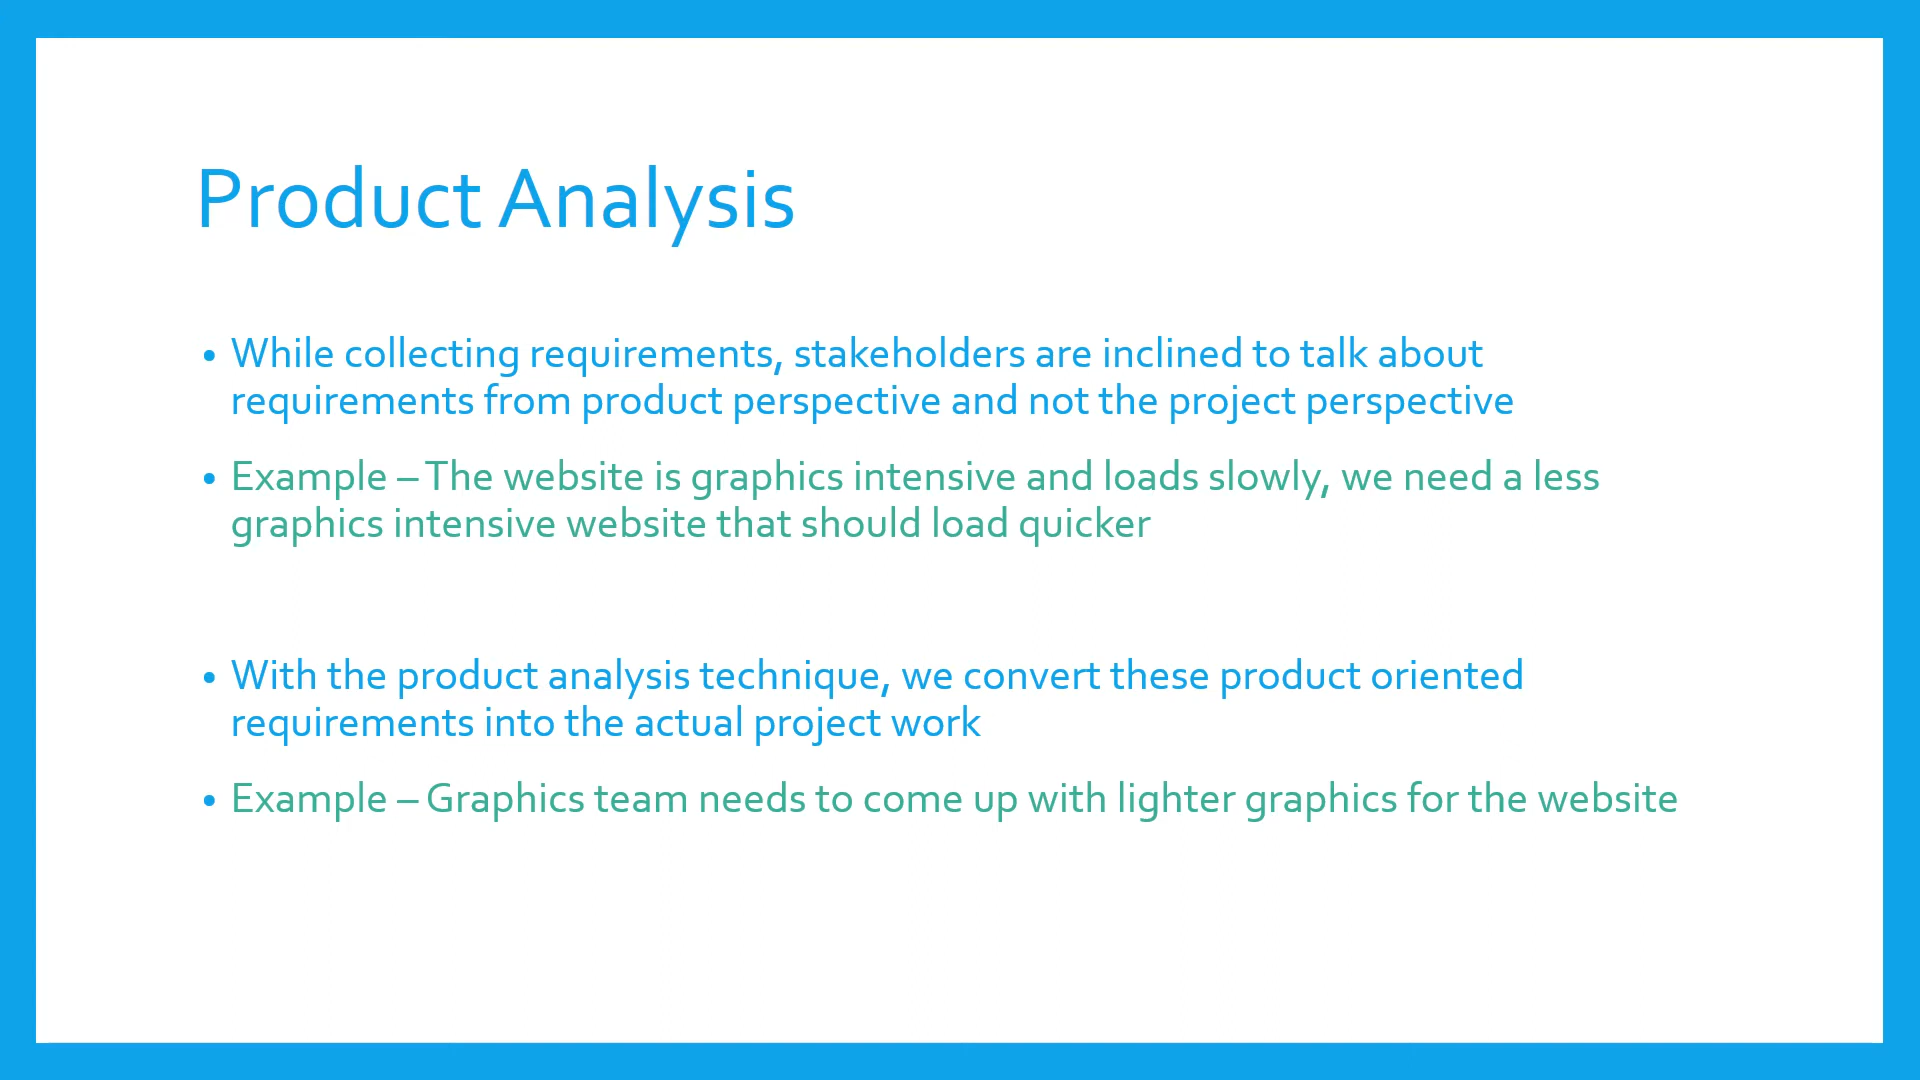 Product Analysis
• While collecting requirements, stakeholders are inclined to talk about
requirements from product perspective and not the project perspective
• Example – The website is graphics intensive and loads slowly, we need a less
graphics intensive website that should load quicker
• With the product analysis technique, we convert these product oriented
requirements into the actual project work
• Example – Graphics team needs to come up with lighter graphics for the website